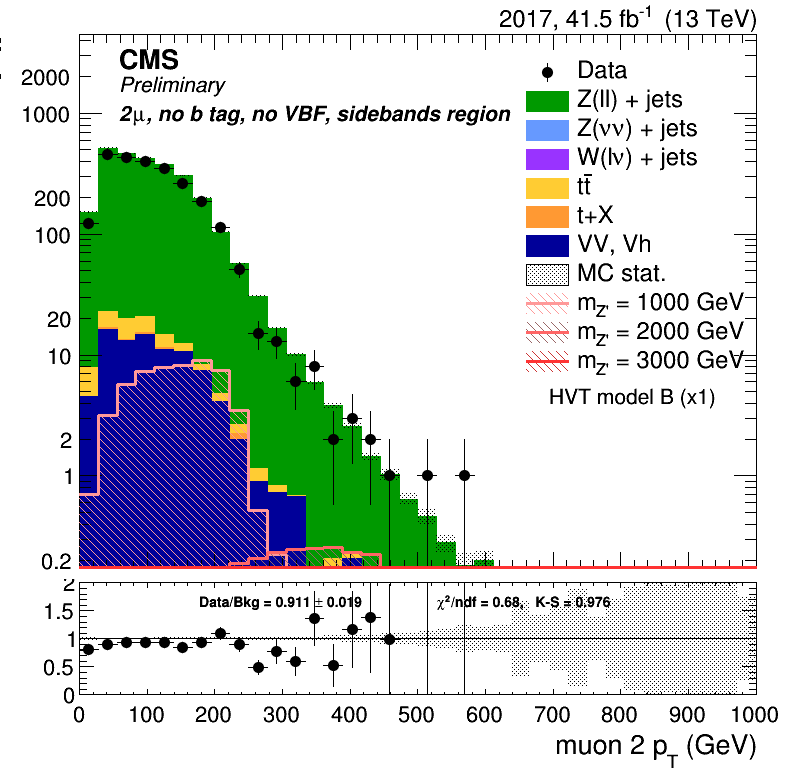 2017, 41.5 fb⁻¹ (13 TeV)
CMS
Preliminary
2μ, no b tag, no VBF, sidebands region
Data
Z(ll) + jets
Z(νν) + jets
W(lν) + jets
tt̄
t+X
VV, Vh
MC stat.
m_Z' = 1000 GeV
m_Z' = 2000 GeV
m_Z' = 3000 GeV
HVT model B (x1)
2000
1000
200
100
20
10
2
1
0.2
Data/Bkg = 0.911 ± 0.019
χ²/ndf = 0.68, K-S = 0.976
2
1.5
1
0.5
0
0 100 200 300 400 500 600 700 800 900 1000
muon 2 p_T (GeV)